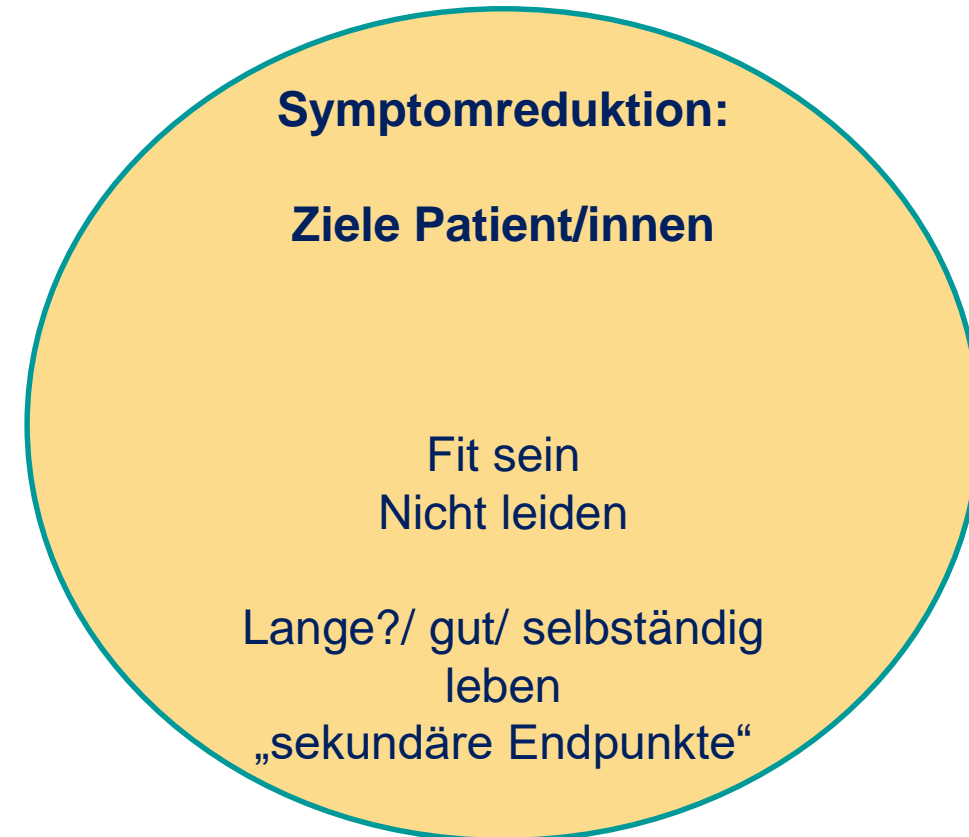 Symptomreduktion:
Ziele Patient/innen
Fit sein
Nicht leiden
Lange?/ gut/ selbständig
leben
„sekundäre Endpunkte“